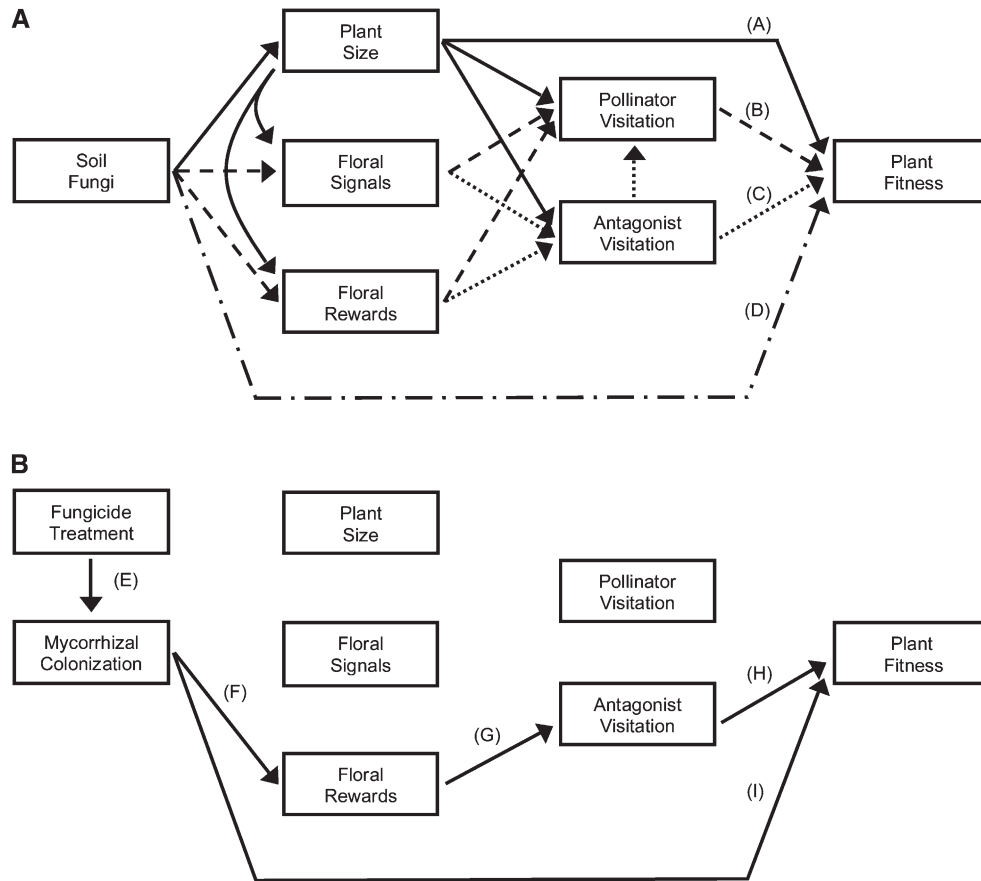 A
Plant
Size
(A)
Pollinator
Visitation
(B)
Soil
Fungi
Floral
Signals
Plant
Fitness
(C)
Antagonist
Visitation
Floral
Rewards
(D)
B
Fungicide
Treatment
Plant
Size
(E)
Pollinator
Visitation
Mycorrhizal
Colonization
Floral
Signals
Plant
Fitness
(F)
(H)
Antagonist
Visitation
(G)
Floral
Rewards
(I)